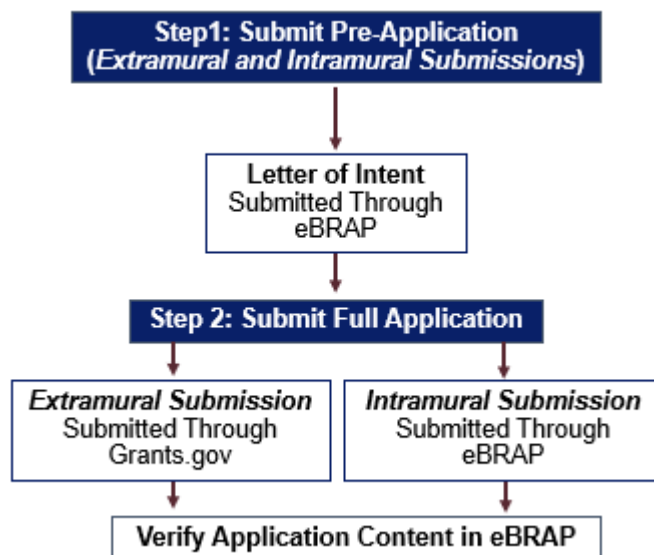 Step1: Submit Pre-Application
(Extramural and Intramural Submissions)
Letter of Intent
Submitted Through
eBRAP
Step 2: Submit Full Application
Extramural Submission
Submitted Through
Grants.gov
Intramural Submission
Submitted Through
eBRAP
Verify Application Content in eBRAP